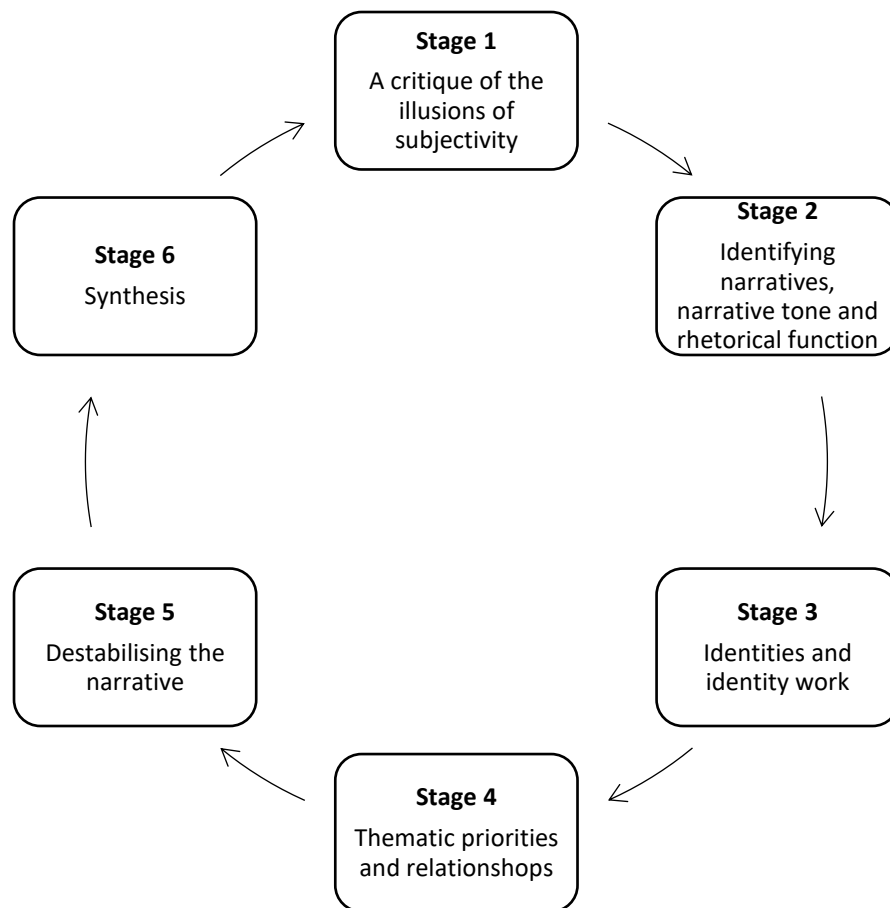 Stage 1
A critique of the
illusions of
subjectivity
Stage 2
Identifying
narratives,
narrative tone and
rhetorical function
Stage 3
Identities and
identity work
Stage 4
Thematic priorities
and relationshops
Stage 5
Destabilising the
narrative
Stage 6
Synthesis